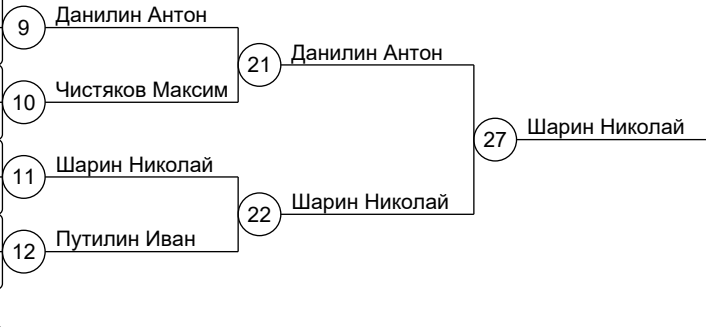 9
Данилин Антон
21
Данилин Антон
10
Чистяков Максим
27
Шарин Николай
11
Шарин Николай
22
Шарин Николай
12
Путилин Иван